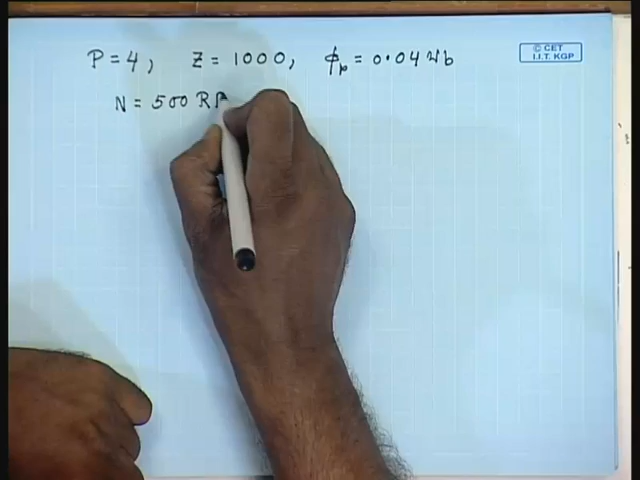 P = 4, Z = 1000, ϕp = 0.04 Wb
© CET
I.I.T. KGP
N = 500 RP